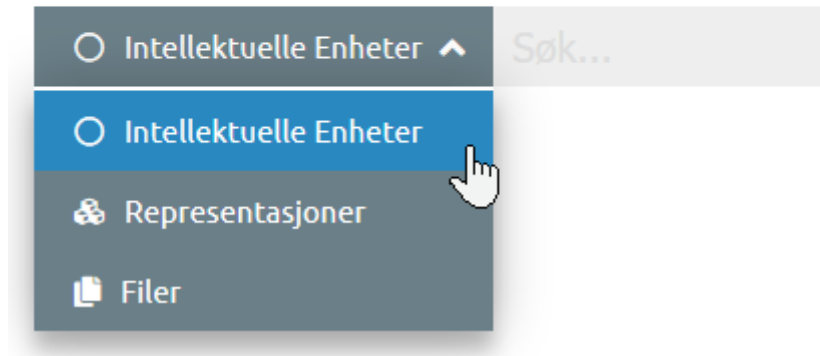 Intellektuelle Enheter Søk...
Intellektuelle Enheter
Representasjoner
Filer